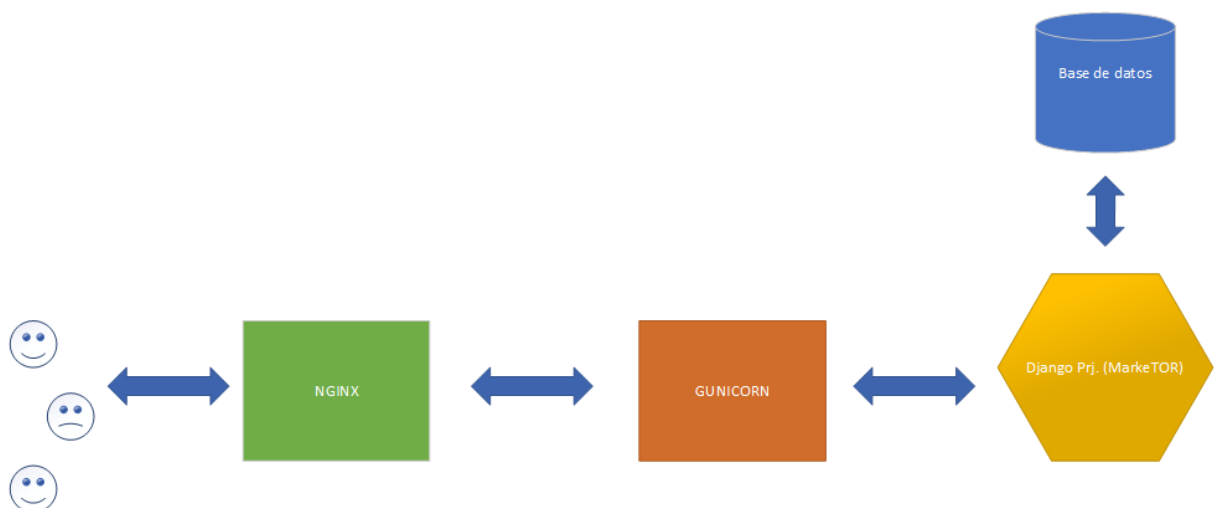 Base de datos
NGINX
GUNICORN
Django Prj. (MarkeTOR)